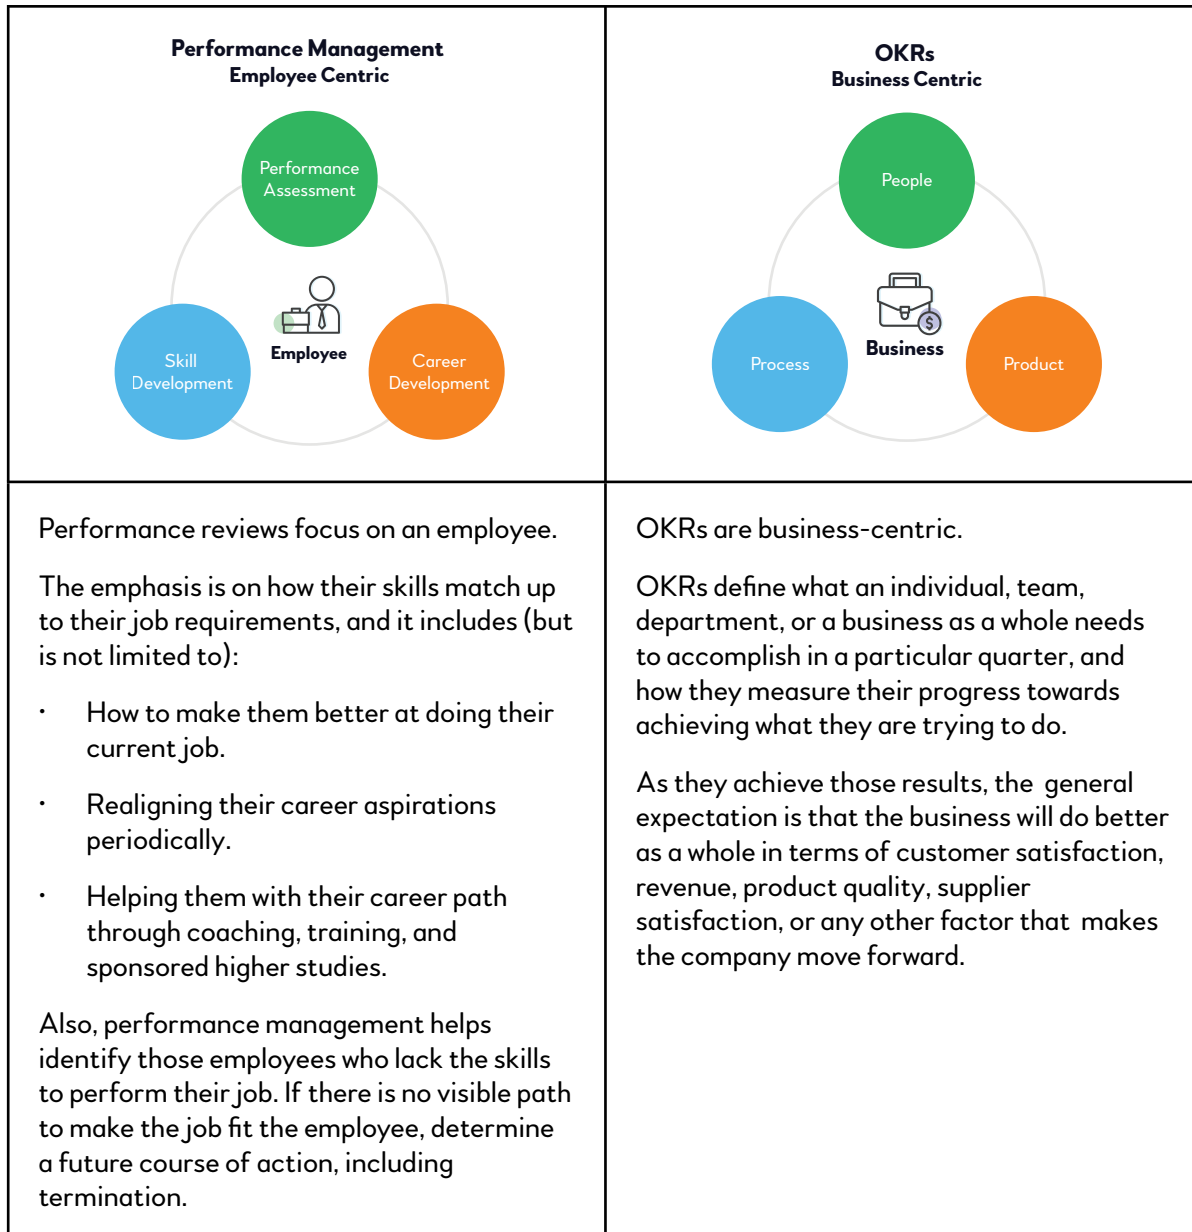 Performance Management
Employee Centric
Performance
Assessment
Skill
Development
Employee
Career
Development
OKRs
Business Centric
People
Process
Business
$
Product
Performance reviews focus on an employee.
The emphasis is on how their skills match up
to their job requirements, and it includes (but
is not limited to):
• How to make them better at doing their
current job.
• Realigning their career aspirations
periodically.
• Helping them with their career path
through coaching, training, and
sponsored higher studies.
Also, performance management helps
identify those employees who lack the skills
to perform their job. If there is no visible path
to make the job fit the employee, determine
a future course of action, including
termination.
OKRs are business-centric.
OKRs define what an individual, team,
department, or a business as a whole needs
to accomplish in a particular quarter, and
how they measure their progress towards
achieving what they are trying to do.
As they achieve those results, the general
expectation is that the business will do better
as a whole in terms of customer satisfaction,
revenue, product quality, supplier
satisfaction, or any other factor that makes
the company move forward.